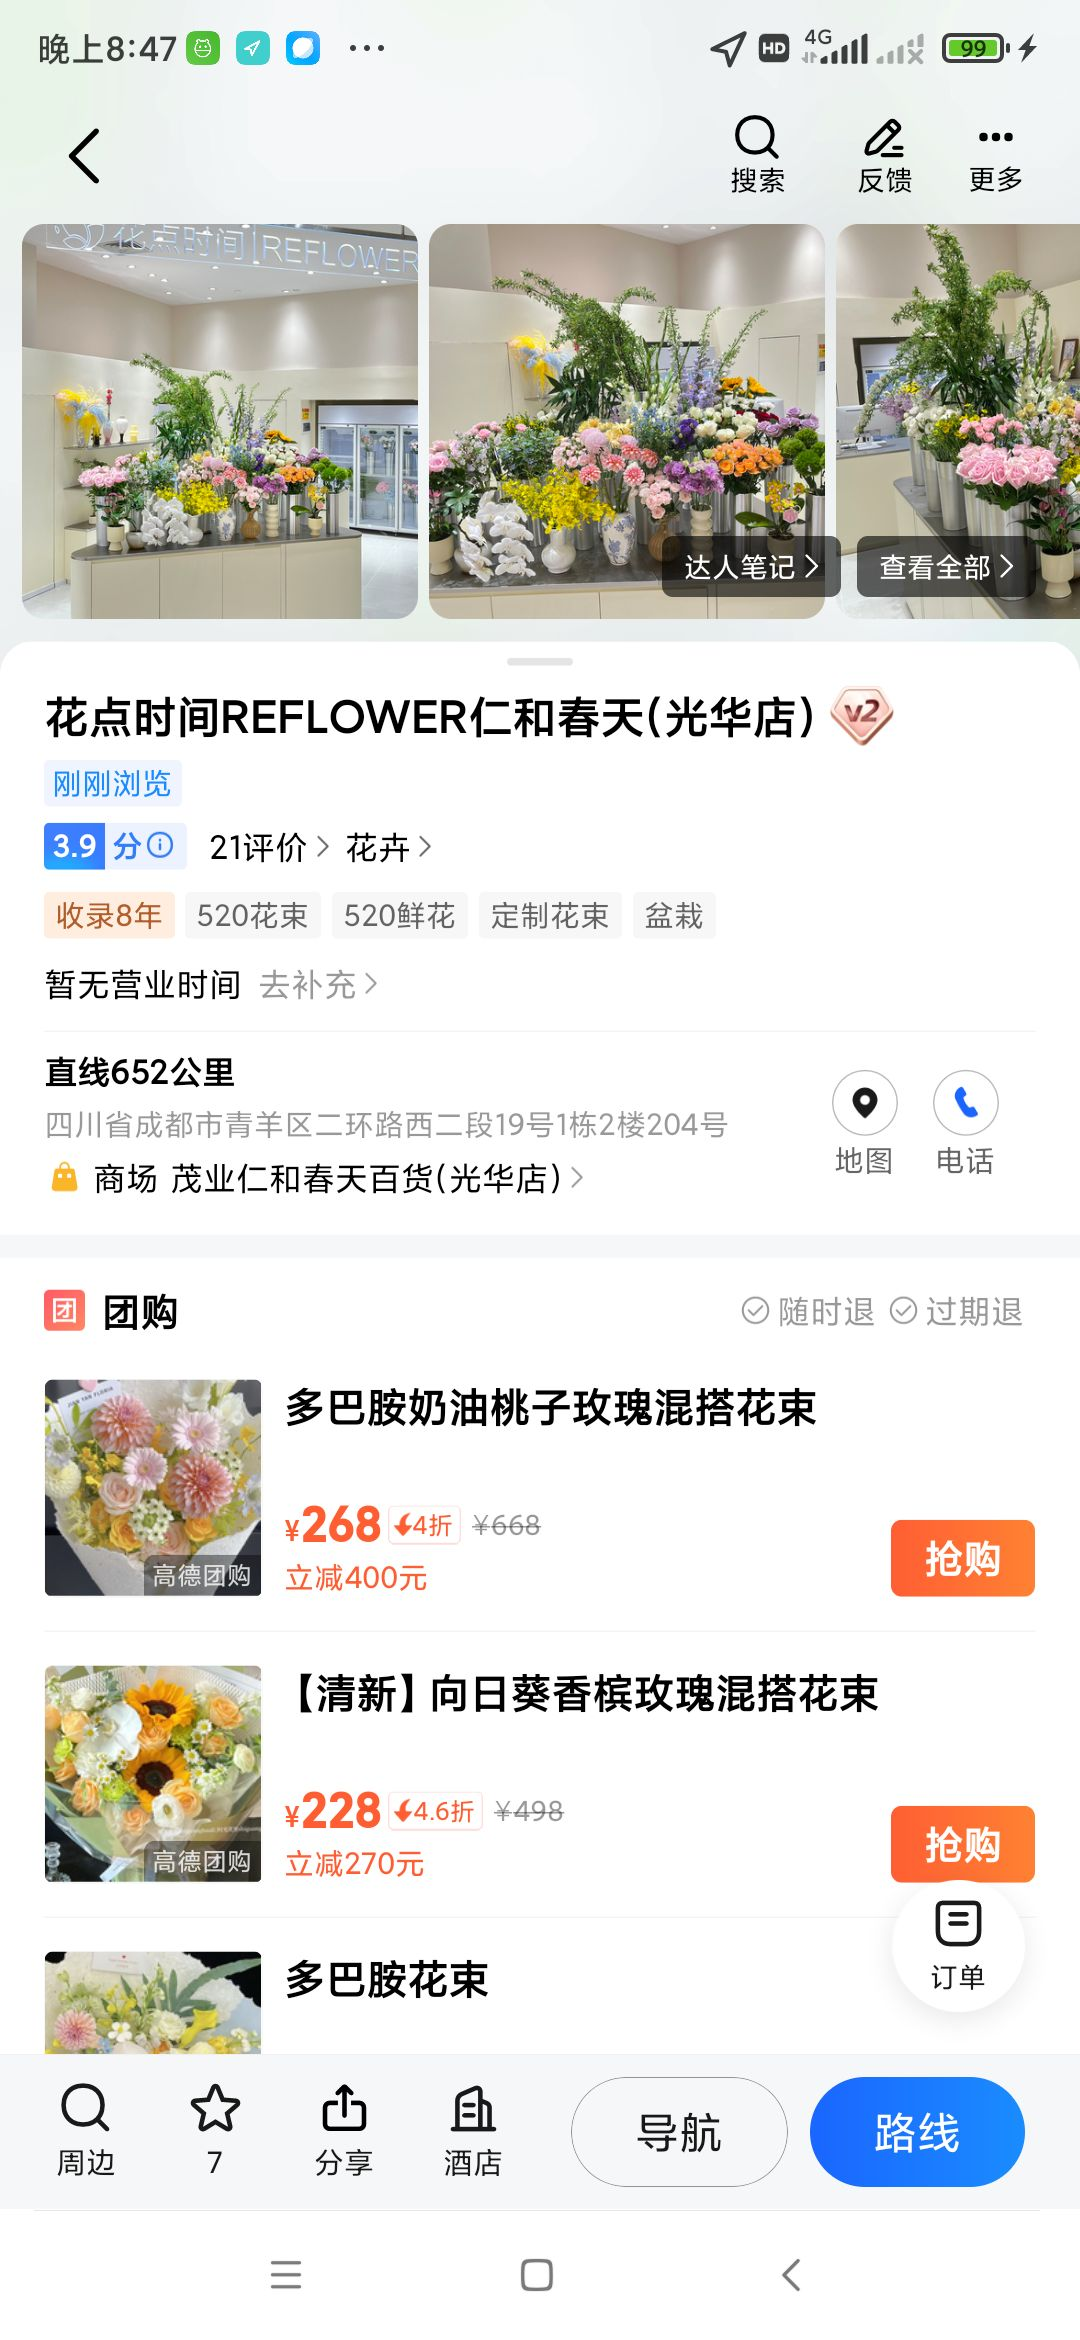 晚上8:47
HD
4G
99
搜索
反馈
更多
花点时间|REFLOWER
达人笔记
查看全部
花点时间REFLOWER仁和春天(光华店)
v2
刚刚浏览
3.9分
21评价
花卉
收录8年
520花束
520鲜花
定制花束
盆栽
暂无营业时间 去补充
直线652公里
四川省成都市青羊区二环路西二段19号1栋2楼204号
商场 茂业仁和春天百货(光华店)
地图
电话
团
团购
随时退
过期退
多巴胺奶油桃子玫瑰混搭花束
¥268 4折 ¥668
立减400元
抢购
高德团购
【清新】向日葵香槟玫瑰混搭花束
¥228 4.6折 ¥498
立减270元
抢购
高德团购
订单
多巴胺花束
周边
7
分享
酒店
导航
路线